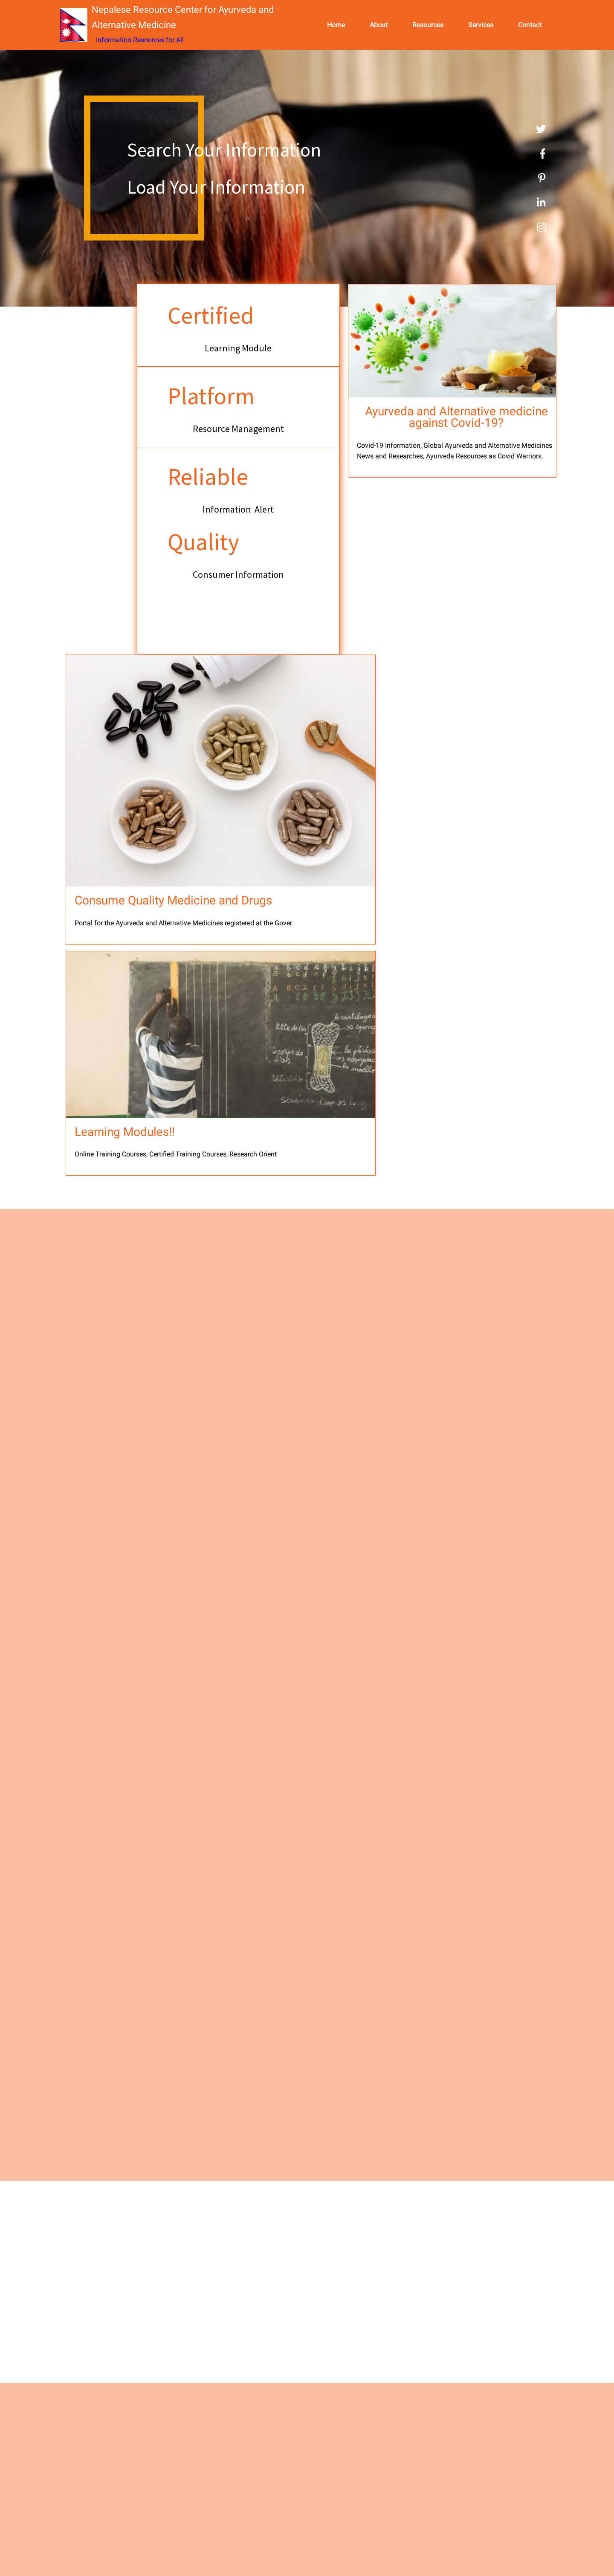 Nepalese Resource Center for Ayurveda and
Alternative Medicine
Information Resources for All
Home
About
Resources
Services
Contact
Search Your Information
Load Your Information
Certified
Learning Module
Platform
Resource Management
Reliable
Information Alert
Quality
Consumer Information
Ayurveda and Alternative medicine
against Covid-19?
Covid-19 Information, Global Ayurveda and Alternative Medicines
News and Researches, Ayurveda Resources as Covid Warriors.
Consume Quality Medicine and Drugs
Portal for the Ayurveda and Alternative Medicines registered at the Gover
Learning Modules!!
Online Training Courses, Certified Training Courses, Research Orient